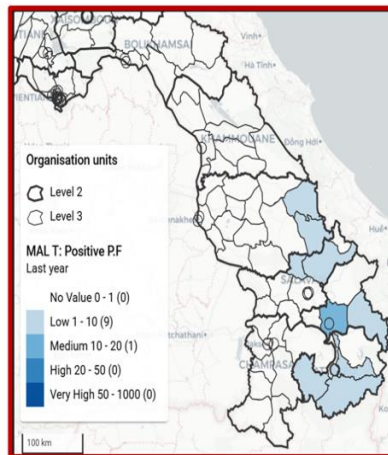 XAISOMBOUN
BOLIKHAMSAI
Vinh
Hà Tĩnh
VIENTIANE
KHAMMOUANE
Đồng Hới
Huế
SALAVAN
CHAMPASAK
Organisation units
Level 2
Level 3
MAL T: Positive P.F
Last year
No Value 0 - 1 (0)
Low 1 - 10 (9)
Medium 10 - 20 (1)
High 20 - 50 (0)
Very High 50 - 1000 (0)
100 km